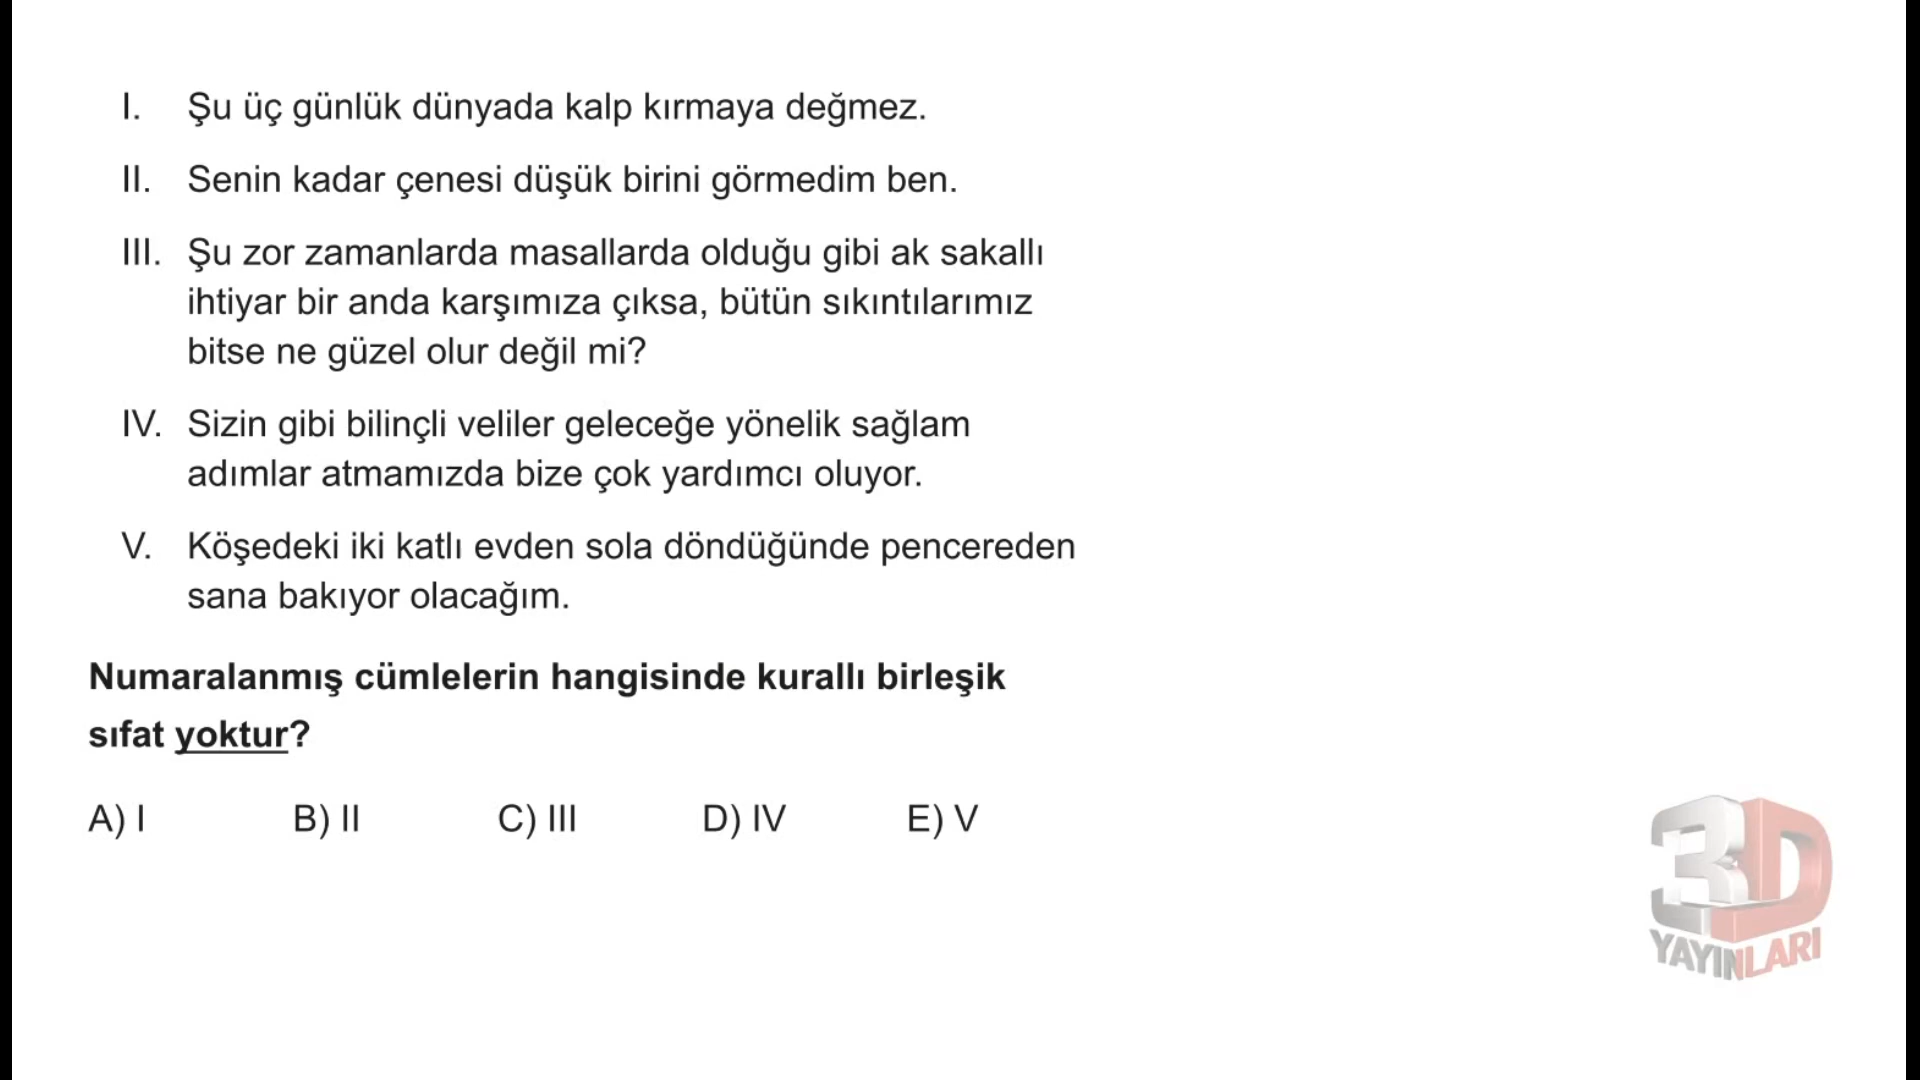 I. Şu üç günlük dünyada kalp kırmaya değmez.
II. Senin kadar çenesi düşük birini görmedim ben.
III. Şu zor zamanlarda masallarda olduğu gibi ak sakallı
ihtiyar bir anda karşımıza çıksa, bütün sıkıntılarımız
bitse ne güzel olur değil mi?
IV. Sizin gibi bilinçli veliler geleceğe yönelik sağlam
adımlar atmamızda bize çok yardımcı oluyor.
V. Köşedeki iki katlı evden sola döndüğünde pencereden
sana bakıyor olacağım.
Numaralanmış cümlelerin hangisinde kurallı birleşik
sıfat yoktur?
A) I B) II C) III D) IV E) V
3D
YAYINLARI